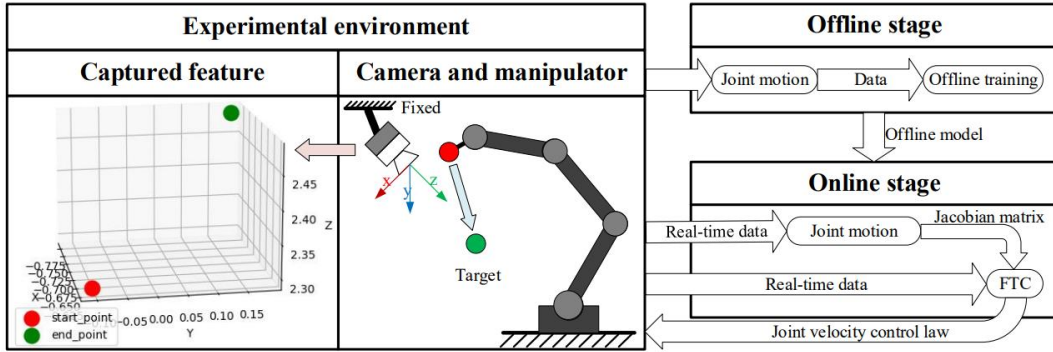 Experimental environment
Captured feature
Camera and manipulator
Fixed
x
y
z
Target
2.45
2.40
Z
2.35
2.30
−0.775
−0.750
−0.725
−0.700
X−0.675
−0.650
-0.05 0.00 0.05 0.10 0.15
Y
start_point
end_point
Offline stage
Joint motion
Data
Offline training
Offline model
Online stage
Real-time data
Joint motion
Jacobian matrix
Real-time data
FTC
Joint velocity control law